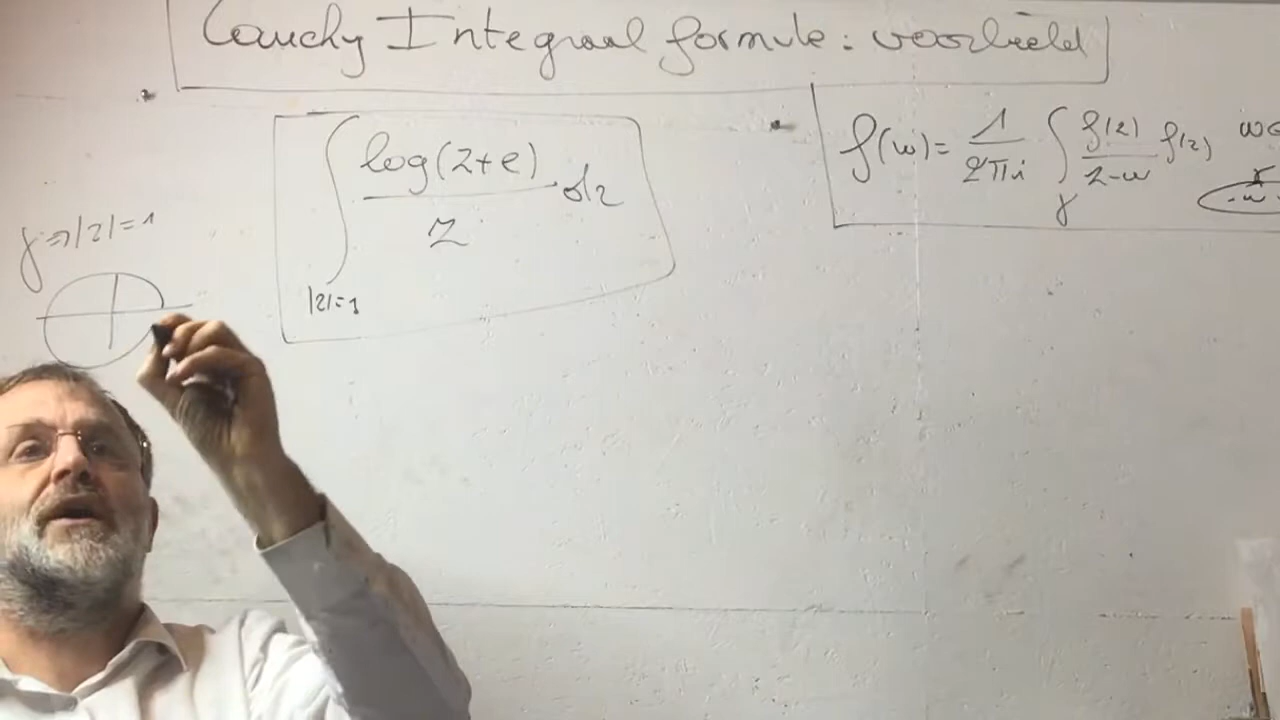 Cauchy Integraal formule: voorbeeld
∫ log(z+e) / z dz
|z|=1
f(w) = 1/2πi ∫ f(z)/z-w f(z)
γ
γ ⇒ |z|=1